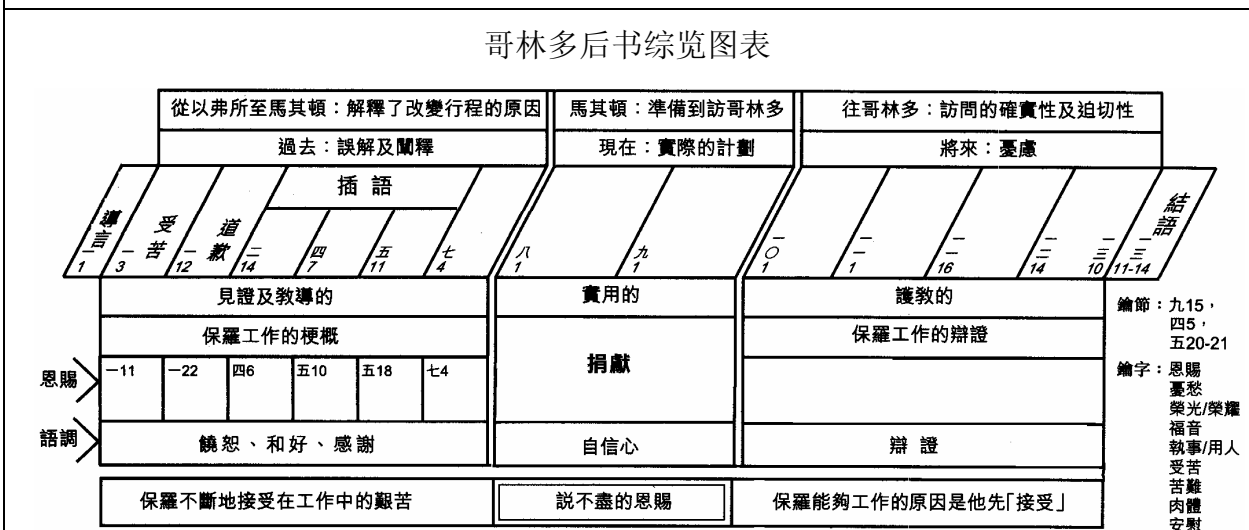 哥林多后书综览图表
從以弗所至馬其頓：解釋了改變行程的原因
馬其頓：準備到訪哥林多
往哥林多：訪問的確實性及迫切性
過去：誤解及闡釋
現在：實際的計劃
將來：憂慮
導言
一
1
受苦
一
3
道歉
一
12
插語
二
14
四
7
五
11
七
4
八
1
九
1
一〇
1
一一
1
一一
16
一二
14
一三
10
結語
一三
11-14
見證及教導的
實用的
護教的
保羅工作的梗概
捐獻
保羅工作的辯證
恩賜
一11
一22
四6
五10
五18
七4
語調
饒恕、和好、感謝
自信心
辯證
保羅不斷地接受在工作中的艱苦
説不盡的恩賜
保羅能夠工作的原因是他先「接受」
鑰節：九15，
四5，
五20-21
鑰字：恩賜
憂愁
榮光/榮耀
福音
執事/用人
受苦
苦難
肉體
安慰